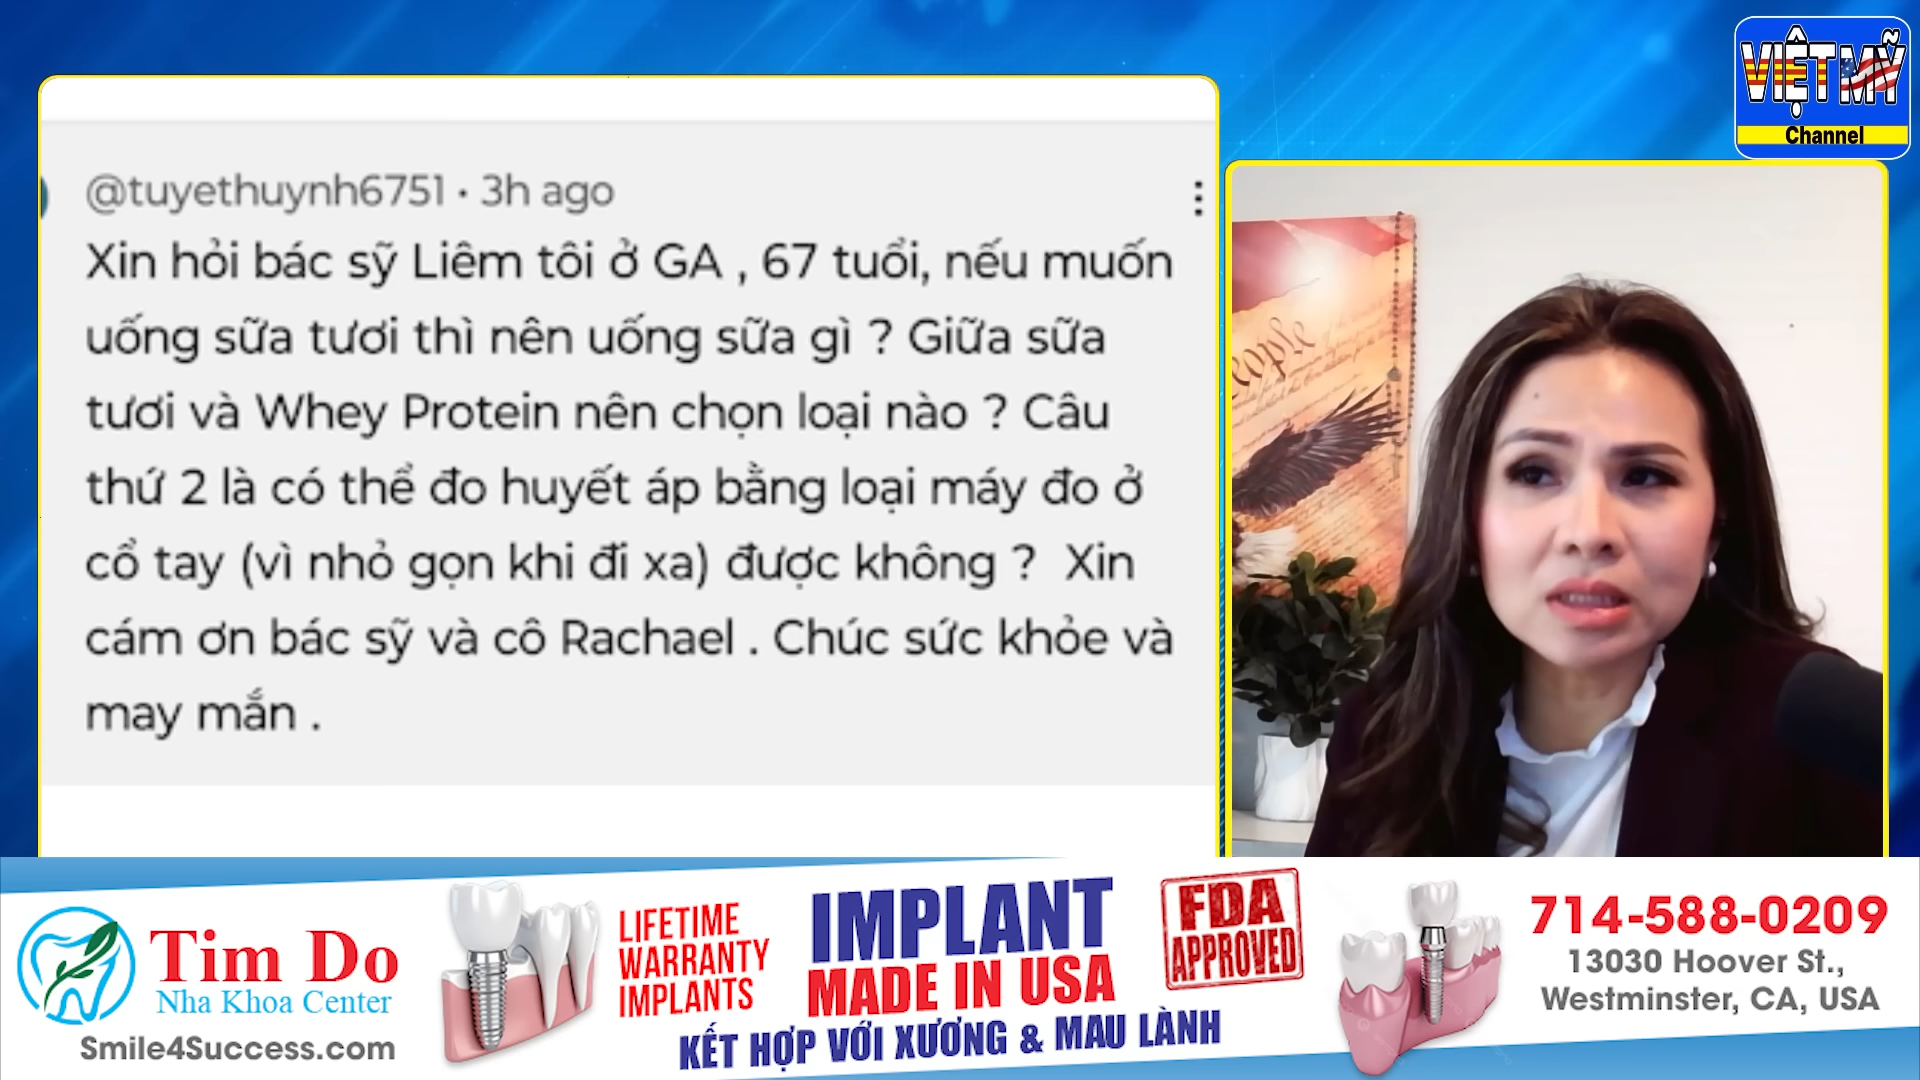 VIỆT MỸ
Channel
@tuyethuynh6751 • 3h ago
Xin hỏi bác sỹ Liêm tôi ở GA , 67 tuổi, nếu muốn
uống sữa tươi thì nên uống sữa gì ? Giữa sữa
tươi và Whey Protein nên chọn loại nào ? Câu
thứ 2 là có thể đo huyết áp bằng loại máy đo ở
cổ tay (vì nhỏ gọn khi đi xa) được không ? Xin
cám ơn bác sỹ và cô Rachael . Chúc sức khỏe và
may mắn .
Tim Do
Nha Khoa Center
Smile4Success.com
LIFETIME
WARRANTY
IMPLANTS
IMPLANT
MADE IN USA
KẾT HỢP VỚI XƯƠNG & MAU LÀNH
FDA
APPROVED
714-588-0209
13030 Hoover St.,
Westminster, CA, USA